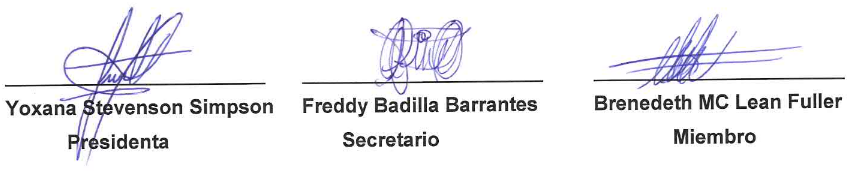 Yoxana Stevenson Simpson
Presidenta
Freddy Badilla Barrantes
Secretario
Brenedeth MC Lean Fuller
Miembro